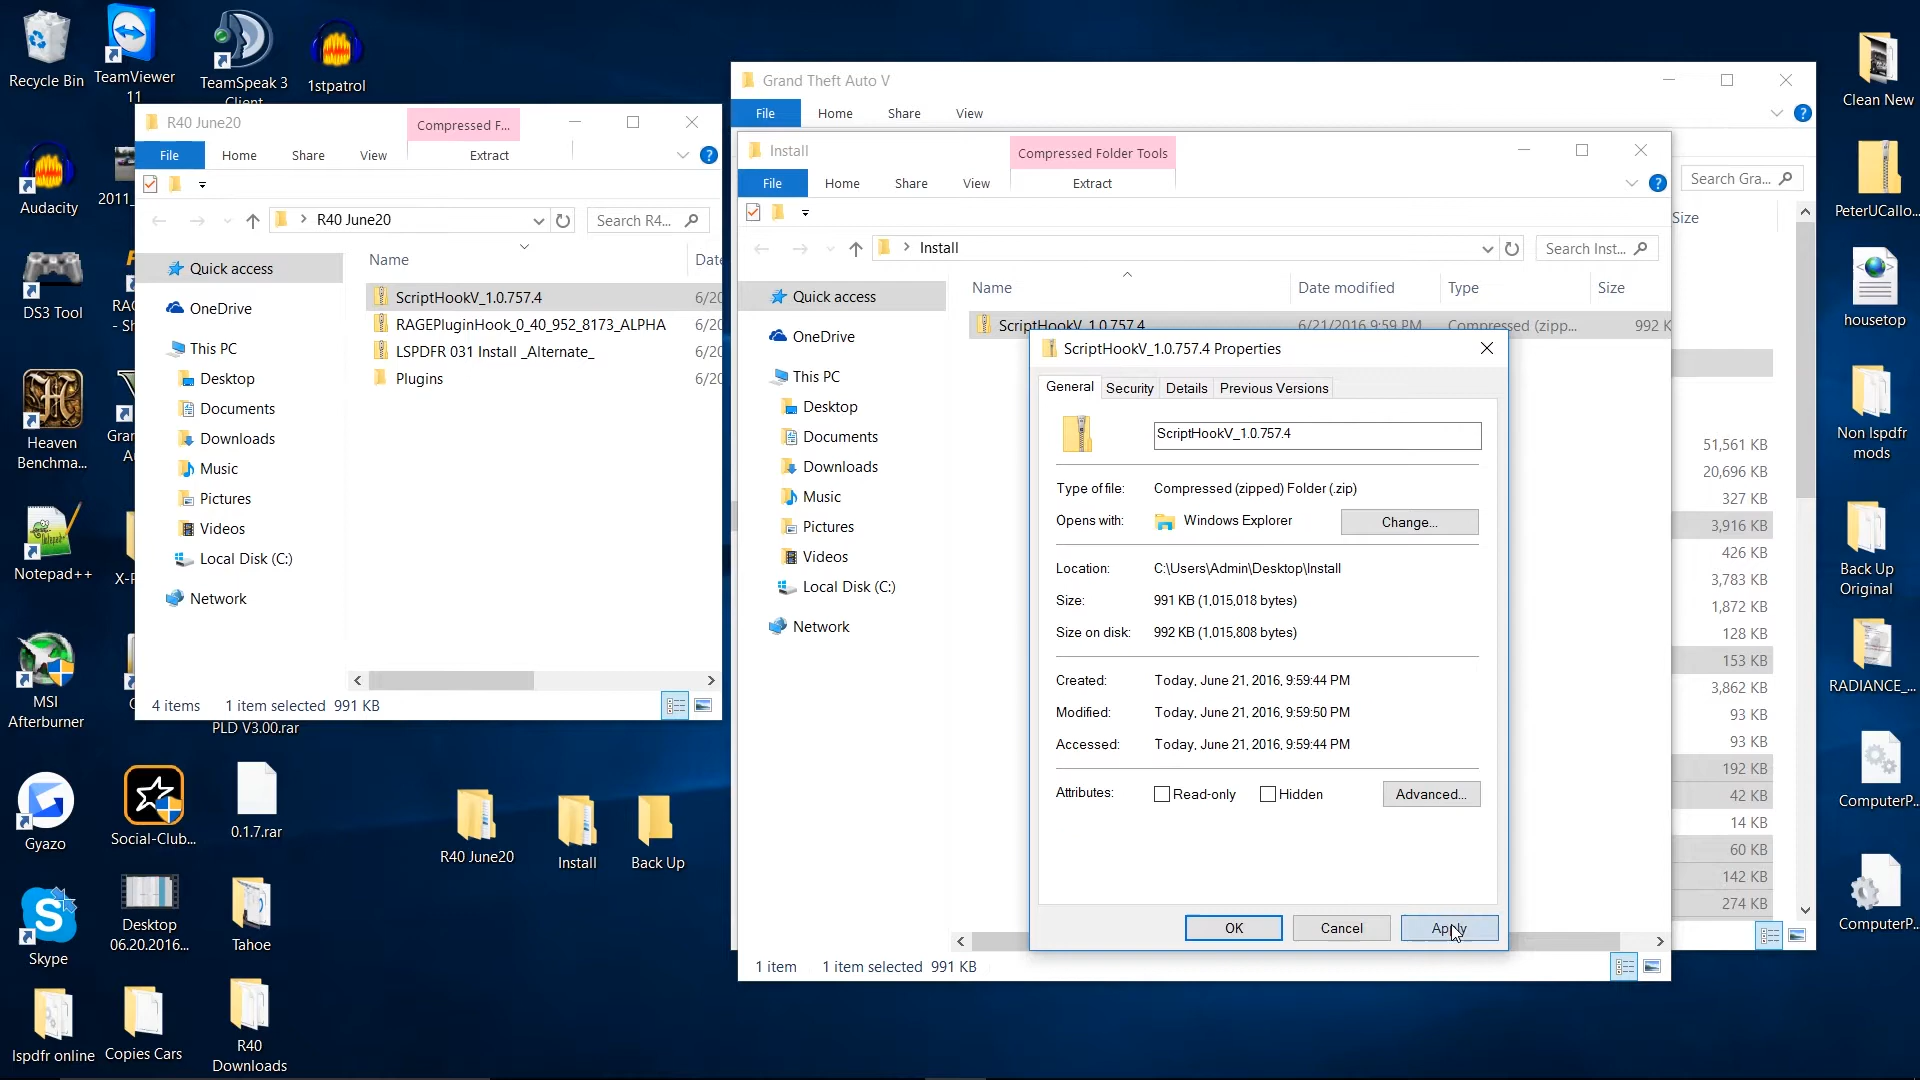 Recycle Bin
TeamViewer
11
TeamSpeak 3
Client
1stpatrol
Audacity
2011_
DS3 Tool
RAG
- Sh
Heaven
Benchma...
Gran
Au
Notepad++
X-P
MSI
Afterburner
PLD V3.00.rar
Gyazo
Social-Club...
0.1.7.rar
Skype
Desktop
06.20.2016...
Tahoe
lspdfr online
Copies Cars
R40
Downloads
R40 June20
Install
Back Up
R40 June20
Compressed F...
File
Home
Share
View
Extract
R40 June20
Search R4...
Quick access
OneDrive
This PC
Desktop
Documents
Downloads
Music
Pictures
Videos
Local Disk (C:)
Network
Name
Date
ScriptHookV_1.0.757.4
6/20
RAGEPluginHook_0_40_952_8173_ALPHA
6/20
LSPDFR 031 Install _Alternate_
6/20
Plugins
6/20
4 items
1 item selected 991 KB
Grand Theft Auto V
File
Home
Share
View
Search Gra...
Size
51,561 KB
20,696 KB
327 KB
3,916 KB
426 KB
3,783 KB
1,872 KB
128 KB
153 KB
3,862 KB
93 KB
93 KB
192 KB
42 KB
14 KB
60 KB
142 KB
274 KB
Install
Compressed Folder Tools
File
Home
Share
View
Extract
Install
Search Inst...
Quick access
OneDrive
This PC
Desktop
Documents
Downloads
Music
Pictures
Videos
Local Disk (C:)
Network
Name
Date modified
Type
Size
ScriptHookV_1.0.757.4
6/21/2016 9:59 PM
Compressed (zipp...
992 K
1 item
1 item selected 991 KB
ScriptHookV_1.0.757.4 Properties
General
Security
Details
Previous Versions
ScriptHookV_1.0.757.4
Type of file: Compressed (zipped) Folder (.zip)
Opens with: Windows Explorer
Change...
Location: C:\Users\Admin\Desktop\Install
Size: 991 KB (1,015,018 bytes)
Size on disk: 992 KB (1,015,808 bytes)
Created: Today, June 21, 2016, 9:59:44 PM
Modified: Today, June 21, 2016, 9:59:50 PM
Accessed: Today, June 21, 2016, 9:59:44 PM
Attributes: Read-only Hidden
Advanced...
OK
Cancel
Apply
Clean New
PeterUCallo...
housetop
Non lspdfr
mods
Back Up
Original
RADIANCE_...
ComputerP...
ComputerP...